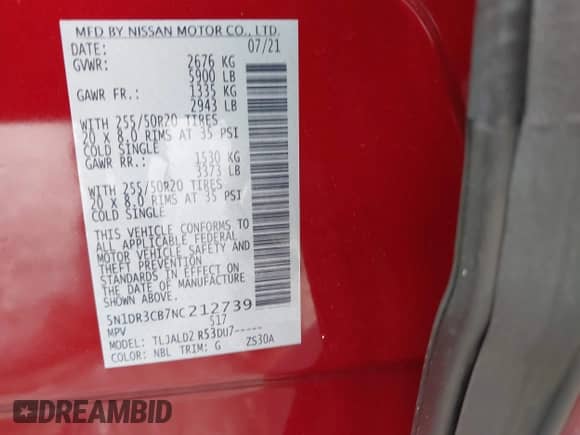 MFD BY NISSAN MOTOR CO., LTD.
DATE: 07/21
GVWR: 2676 KG
5900 LB
GAWR FR.: 1335 KG
2943 LB
WITH 255/50R20 TIRES
20 X 8.0 RIMS AT 35 PSI
COLD SINGLE
GAWR RR.: 1530 KG
3373 LB
WITH 255/50R20 TIRES
20 X 8.0 RIMS AT 35 PSI
COLD SINGLE
THIS VEHICLE CONFORMS TO
ALL APPLICABLE FEDERAL
MOTOR VEHICLE SAFETY AND
THEFT PREVENTION
STANDARDS IN EFFECT ON
THE DATE OF MANUFACTURE
SHOWN ABOVE.
5N1DR3CB7NC212739
MPV 517
MODEL: TLJALD2 R53DU7-----
COLOR: NBL TRIM: G ZS30A
DREAMBID